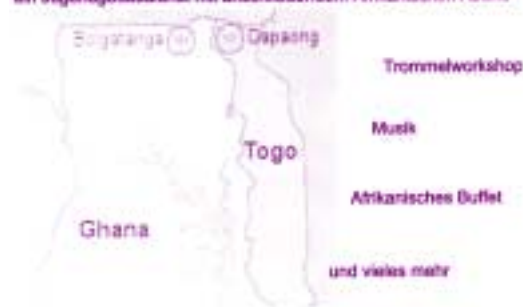 Bolgatanga Dapaong
Trommelworkshop
Musik
Togo
Afrikanisches Buffet
Ghana
und vieles mehr